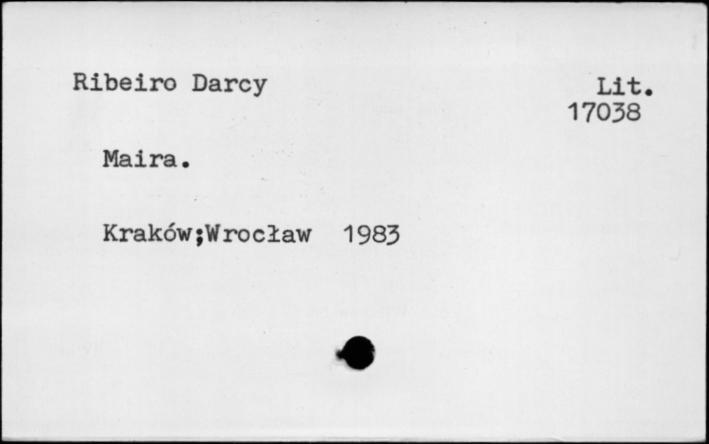 Ribeiro Darcy
Lit.
17038
Maira.
Kraków;Wrocław 1983